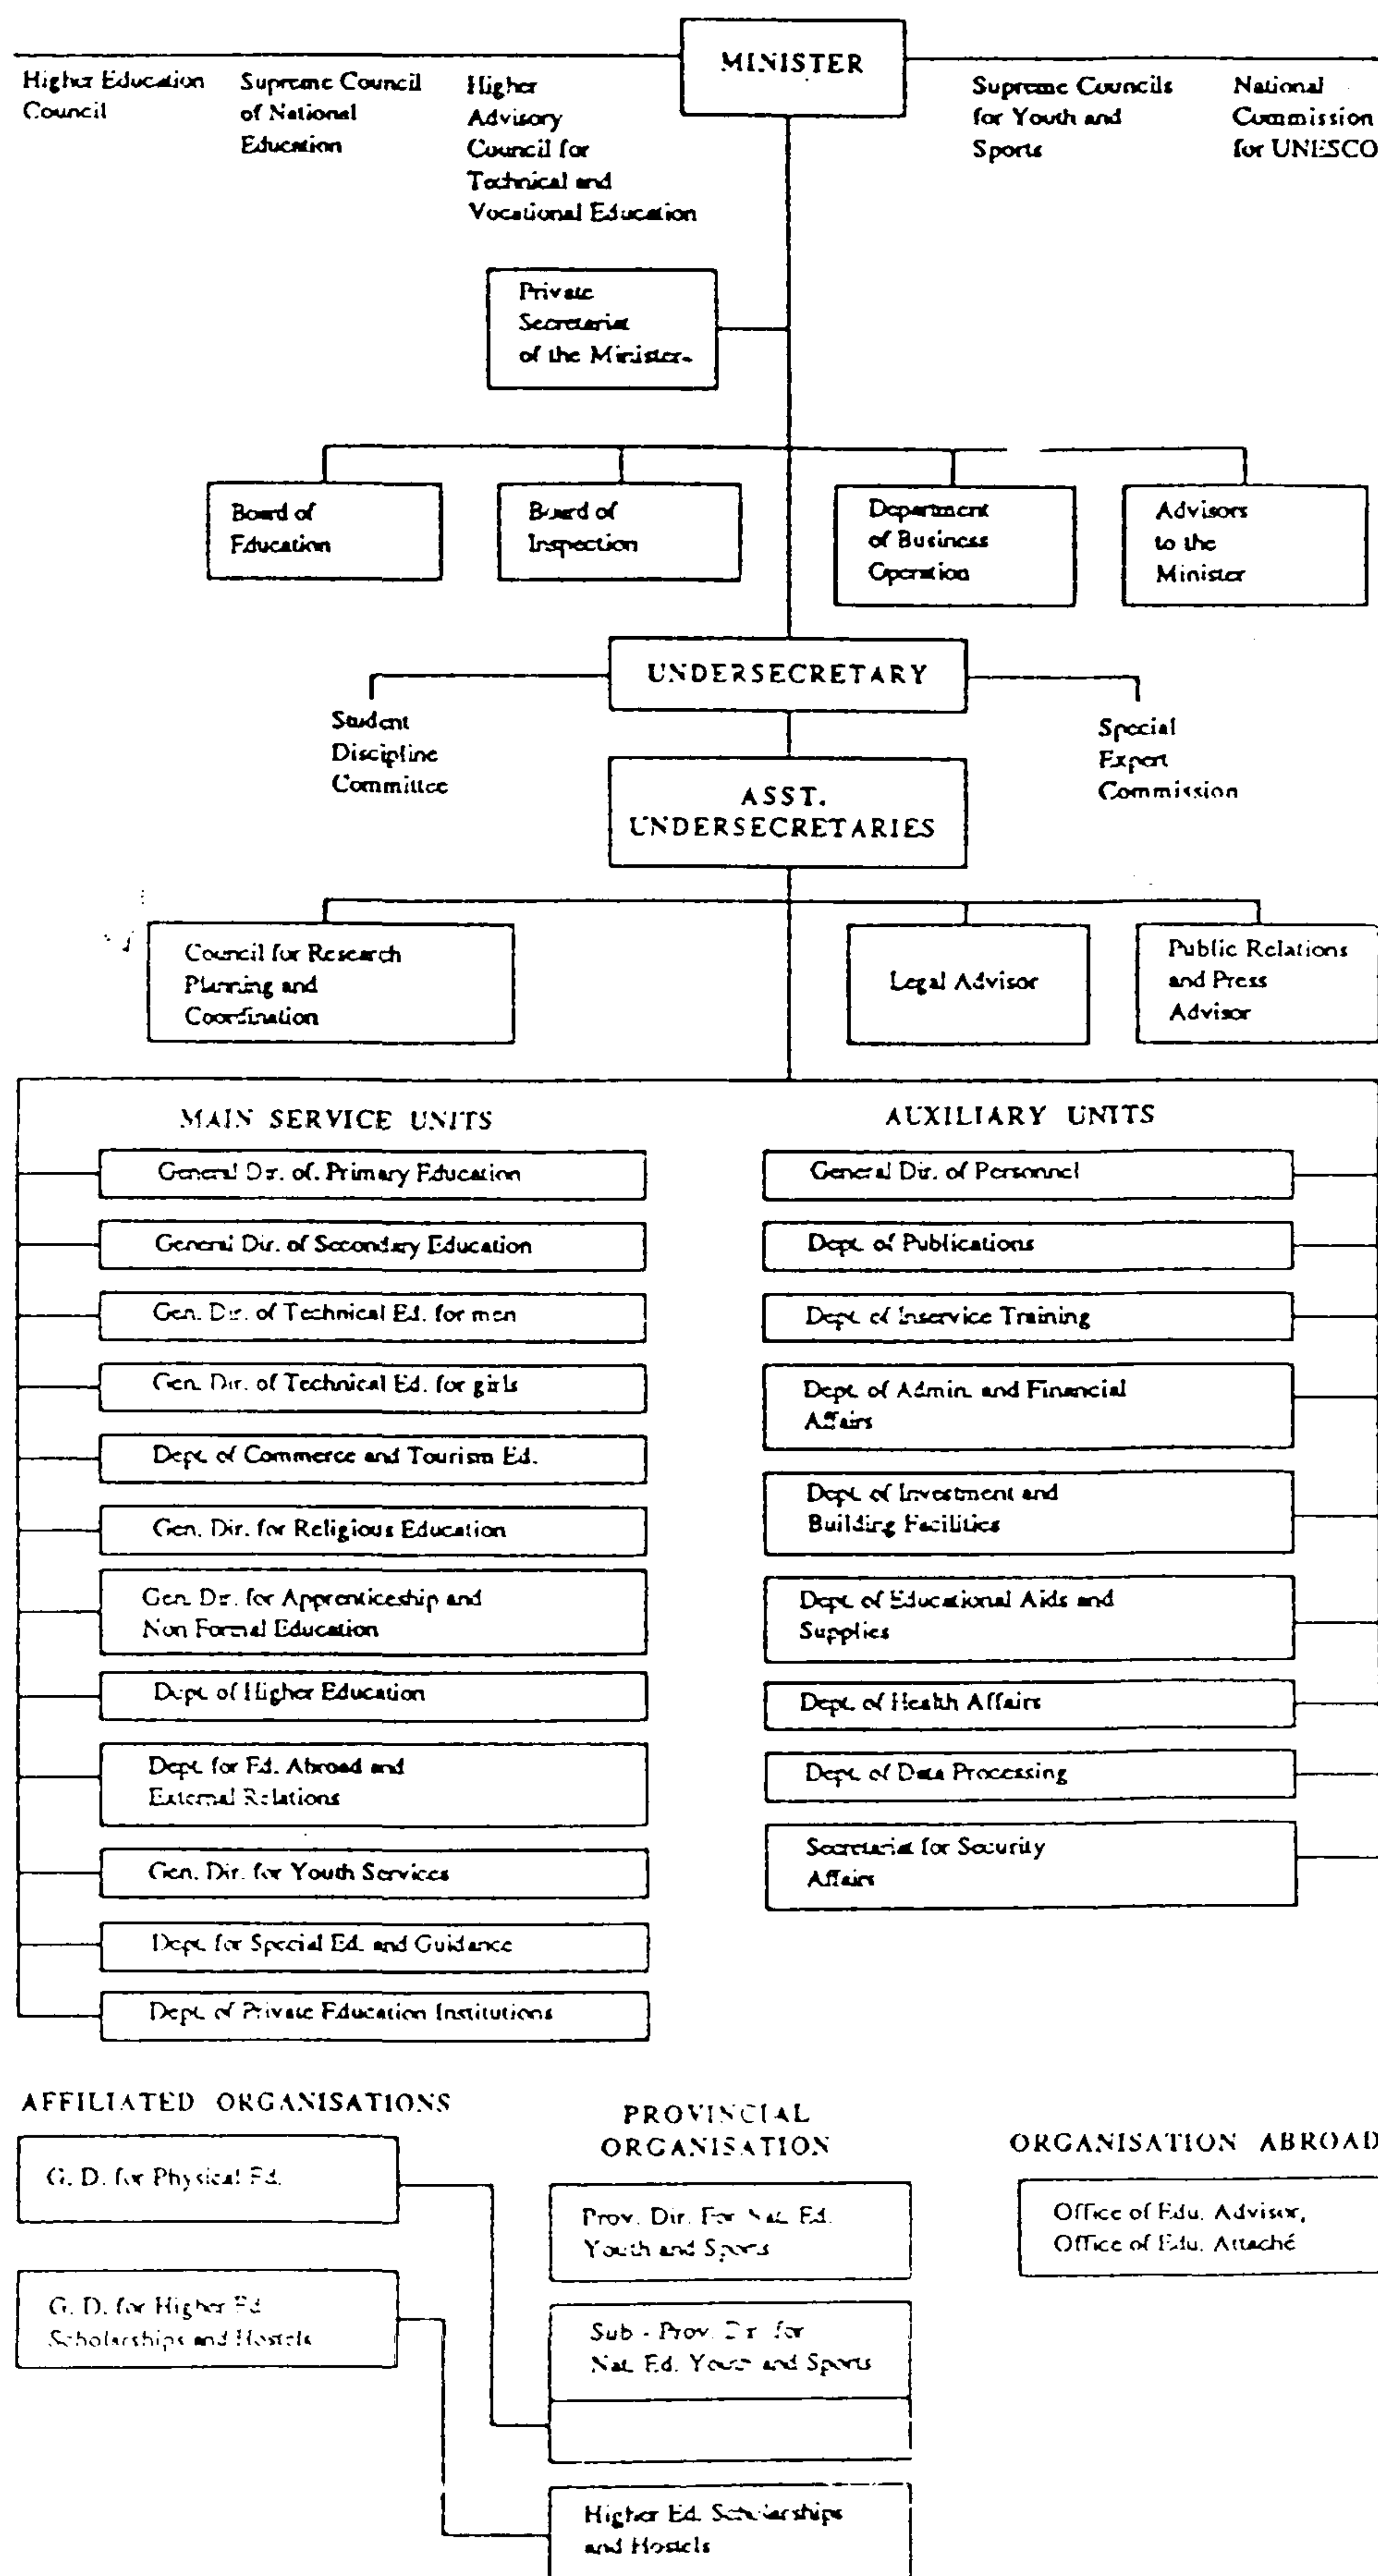 MINISTER
Higher Education
Council
Supreme Council
of National
Education
Higher
Advisory
Council for
Technical and
Vocational Education
Supreme Councils
for Youth and
Sports
National
Commission
for UNESCO
Private
Secretariat
of the Minister
Board of
Education
Board of
Inspection
Department
of Business
Operation
Advisors
to the
Minister
UNDERSECRETARY
Student
Discipline
Committee
Special
Expert
Commission
ASST.
UNDERSECRETARIES
Council for Research
Planning and
Coordination
Legal Advisor
Public Relations
and Press
Advisor
MAIN SERVICE UNITS
General Dir. of. Primary Education
General Dir. of Secondary Education
Gen. Dir. of Technical Ed. for men
Gen. Dir. of Technical Ed. for girls
Dept. of Commerce and Tourism Ed.
Gen. Dir. for Religious Education
Gen. Dir. for Apprenticeship and
Non Formal Education
Dept. of Higher Education
Dept. for Ed. Abroad and
External Relations
Gen. Dir. for Youth Services
Dept. for Special Ed. and Guidance
Dept. of Private Education Institutions
AUXILIARY UNITS
General Dir. of Personnel
Dept. of Publications
Dept. of Inservice Training
Dept. of Admin. and Financial
Affairs
Dept. of Investment and
Building Facilities
Dept. of Educational Aids and
Supplies
Dept. of Health Affairs
Dept. of Data Processing
Secretariat for Security
Affairs
AFFILIATED ORGANISATIONS
G. D. for Physical Ed.
G. D. for Higher Ed
Scholarships and Hostels
PROVINCIAL
ORGANISATION
Prov. Dir. For Nat. Ed.
Youth and Sports
Sub - Prov. Dir. for
Nat. Ed. Youth and Sports
Higher Ed. Scholarships
and Hostels
ORGANISATION ABROAD
Office of Edu. Advisor,
Office of Edu. Attaché